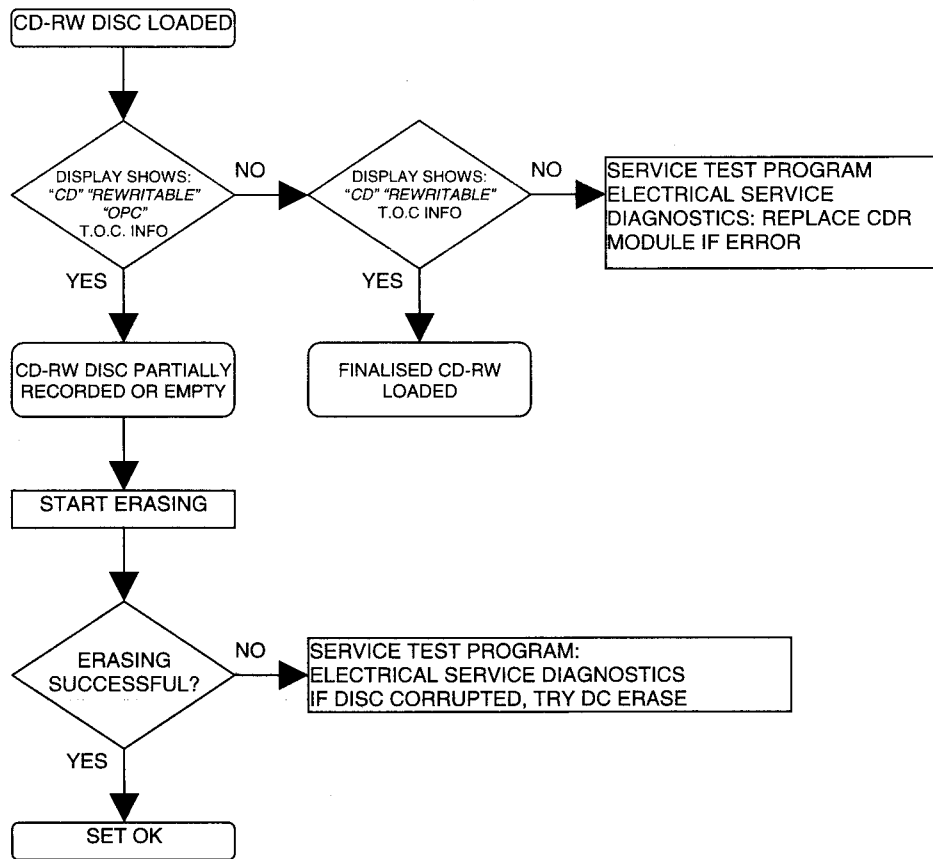 CD-RW DISC LOADED
DISPLAY SHOWS:
"CD" "REWRITABLE"
"OPC"
T.O.C. INFO
NO
DISPLAY SHOWS:
"CD" "REWRITABLE"
T.O.C INFO
NO
SERVICE TEST PROGRAM
ELECTRICAL SERVICE
DIAGNOSTICS: REPLACE CDR
MODULE IF ERROR
YES
YES
CD-RW DISC PARTIALLY
RECORDED OR EMPTY
FINALISED CD-RW
LOADED
START ERASING
ERASING
SUCCESSFUL?
NO
SERVICE TEST PROGRAM:
ELECTRICAL SERVICE DIAGNOSTICS
IF DISC CORRUPTED, TRY DC ERASE
YES
SET OK